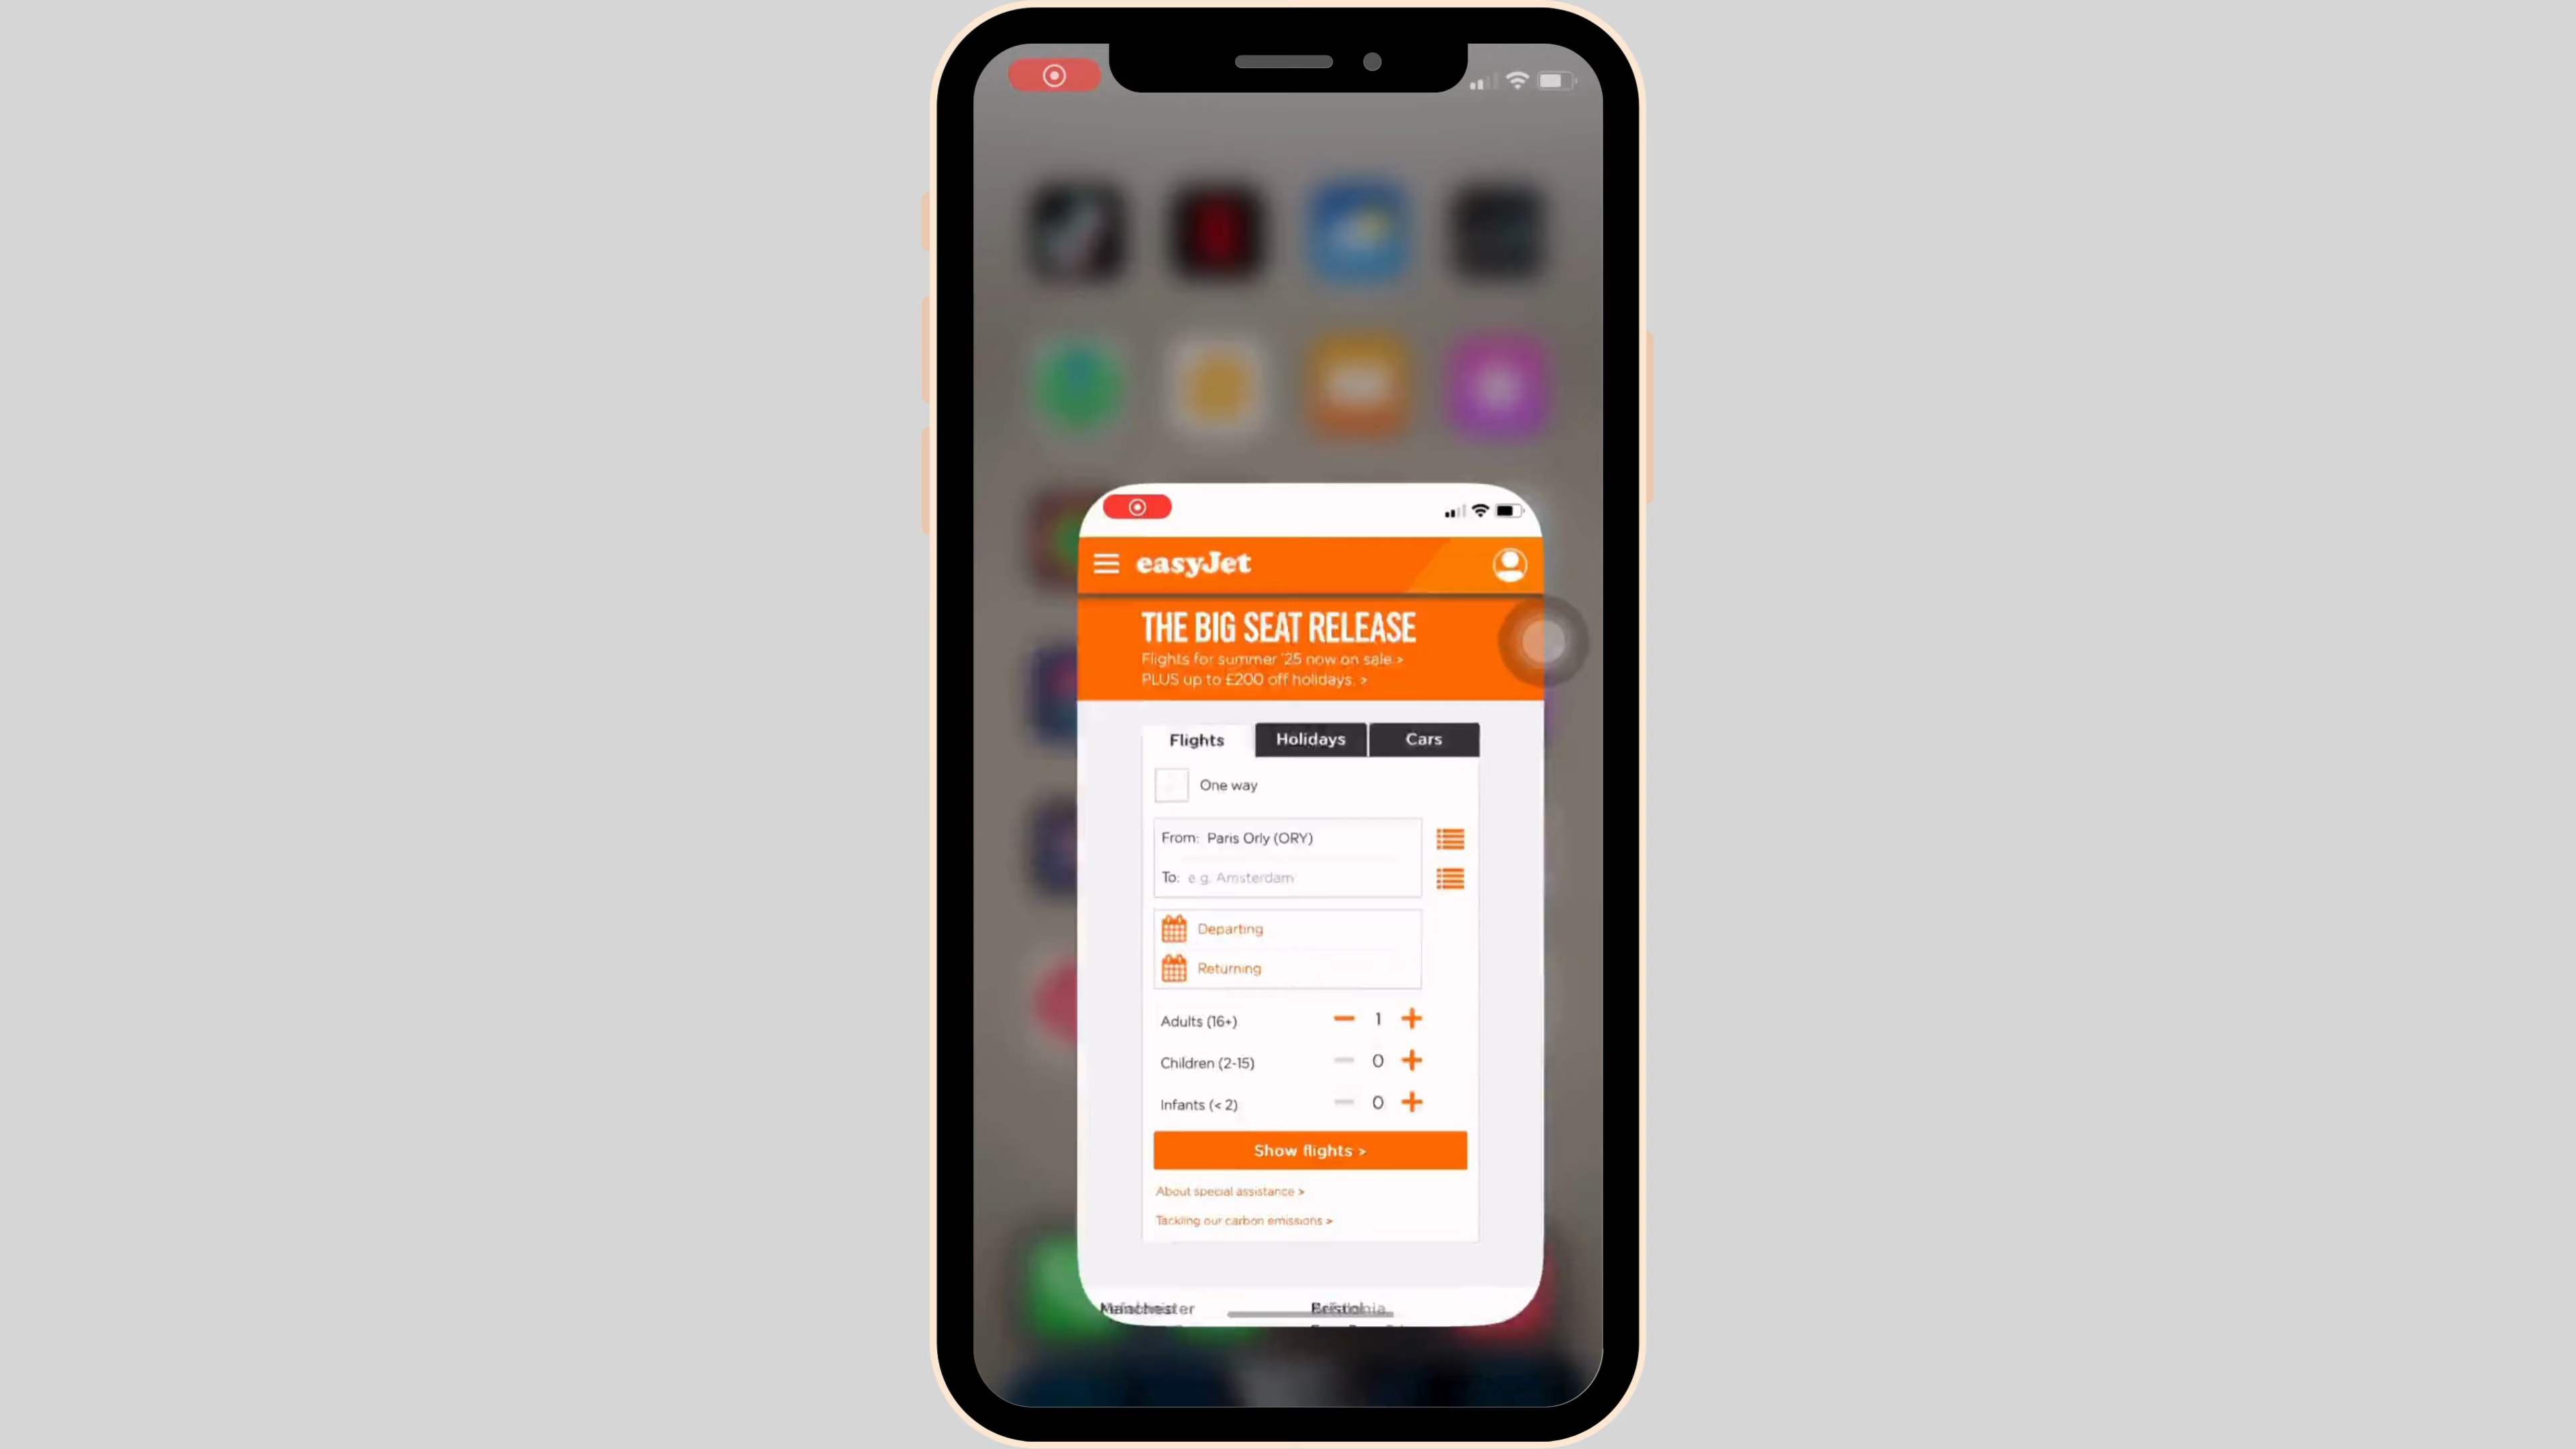 easyJet
THE BIG SEAT RELEASE
Flights for summer '25 now on sale >
PLUS up to £200 off holidays. >
Flights
Holidays
Cars
One way
From: Paris Orly (ORY)
To: e.g. Amsterdam
Departing
Returning
Adults (16+)
1
Children (2-15)
0
Infants (< 2)
0
Show flights >
About special assistance >
Tackling our carbon emissions >